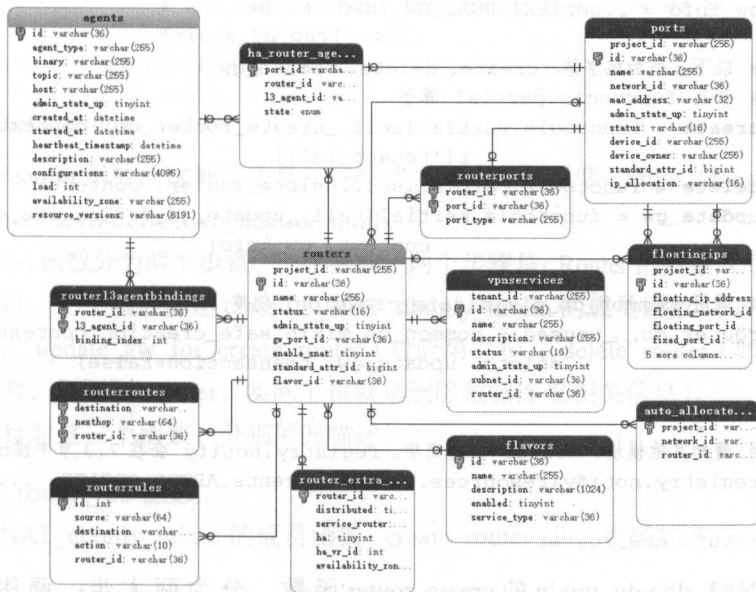 agents
id: varchar(36)
agent_type: varchar(255)
binary: varchar(255)
topic: varchar(255)
host: varchar(255)
admin_state_up: tinyint
created_at: datetime
started_at: datetime
heartbeat_timestamp: datetime
description: varchar(255)
configurations: varchar(4095)
load: int
availability_zone: varchar(255)
resource_versions: varchar(8191)
ha_router_age...
port_id: varcha...
router_id: varc...
l3_agent_id: va...
state: enum
ports
project_id: varchar(255)
id: varchar(36)
name: varchar(255)
network_id: varchar(36)
mac_address: varchar(32)
admin_state_up: tinyint
status: varchar(16)
device_id: varchar(255)
device_owner: varchar(255)
standard_attr_id: bigint
ip_allocation: varchar(16)
routerports
router_id: varchar(36)
port_id: varchar(36)
port_type: varchar(255)
routers
project_id: varchar(255)
id: varchar(36)
name: varchar(255)
status: varchar(16)
admin_state_up: tinyint
gw_port_id: varchar(36)
enable_snat: tinyint
standard_attr_id: bigint
flavor_id: varchar(36)
vpnservices
tenant_id: varchar(255)
id: varchar(36)
name: varchar(255)
description: varchar(255)
status: varchar(16)
admin_state_up: tinyint
subnet_id: varchar(36)
router_id: varchar(36)
floatingips
project_id: var...
id: varchar(36)
floating_ip_address
floating_network_id
floating_port_id
fixed_port_id
5 more columns...
routerl3agentbindings
router_id: varchar(36)
l3_agent_id: varchar(36)
binding_index: int
routerroutes
destination: varchar...
nexthop: varchar(64)
router_id: varchar(36)
routerrules
id: int
source: varchar(64)
destination: varchar...
action: varchar(10)
router_id: varchar(36)
router_extra_...
router_id: varc...
distributed: ti...
service_router:...
ha: tinyint
ha_vr_id: int
availability_zon...
flavors
id: varchar(36)
name: varchar(255)
description: varchar(1024)
enabled: tinyint
service_type: varchar(36)
auto_allocate...
project_id: var...
network_id: var...
router_id: varc...